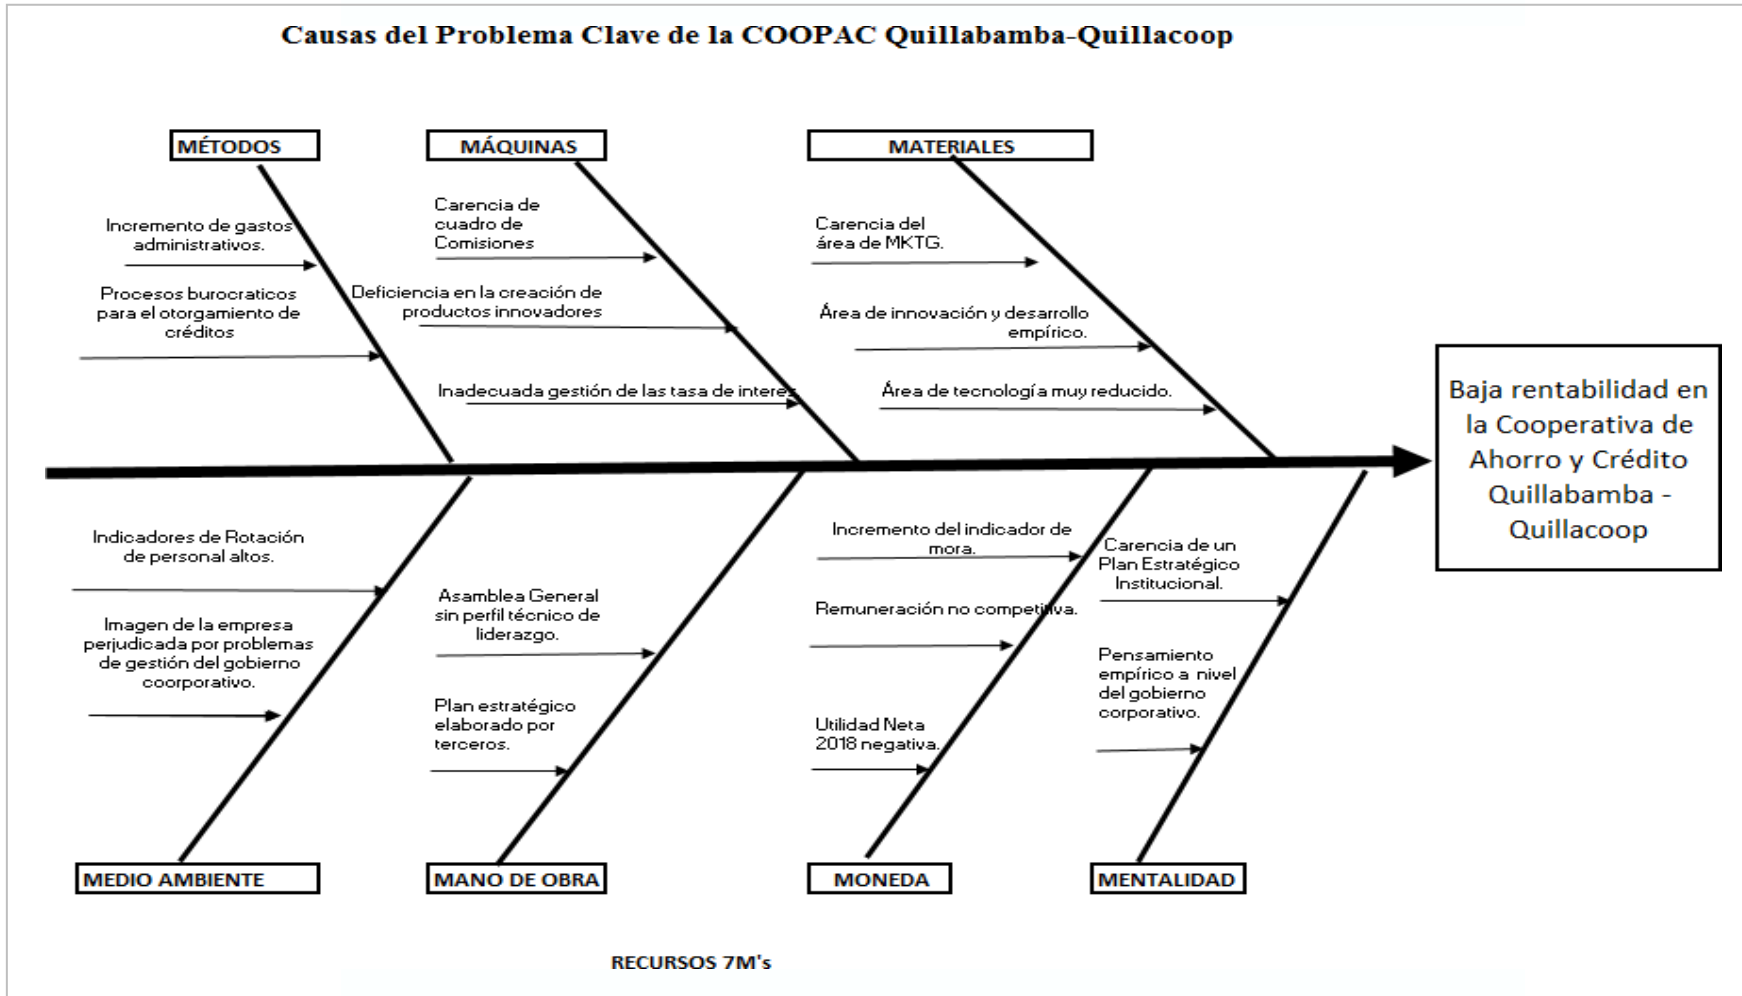 Causas del Problema Clave de la COOPAC Quillabamba-Quillacoop
MÉTODOS
Incremento de gastos
administrativos.
Procesos burocraticos
para el otorgamiento de
créditos
MÁQUINAS
Carencia de
cuadro de
Comisiones
Deficiencia en la creación de
productos innovadores
Inadecuada gestión de las tasa de interes.
MATERIALES
Carencia del
área de MKTG.
Área de innovación y desarrollo
empírico.
Área de tecnología muy reducido.
Baja rentabilidad en
la Cooperativa de
Ahorro y Crédito
Quillabamba -
Quillacoop
Indicadores de Rotación
de personal altos.
Imagen de la empresa
perjudicada por problemas
de gestión del gobierno
coorporativo.
MEDIO AMBIENTE
Asamblea General
sin perfil técnico de
liderazgo.
Plan estratégico
elaborado por
terceros.
MANO DE OBRA
Incremento del indicador de
mora.
Remuneración no competitiva.
Utilidad Neta
2018 negativa.
MONEDA
Carencia de un
Plan Estratégico
Institucional.
Pensamiento
empírico a nivel
del gobierno
corporativo.
MENTALIDAD
RECURSOS 7M's